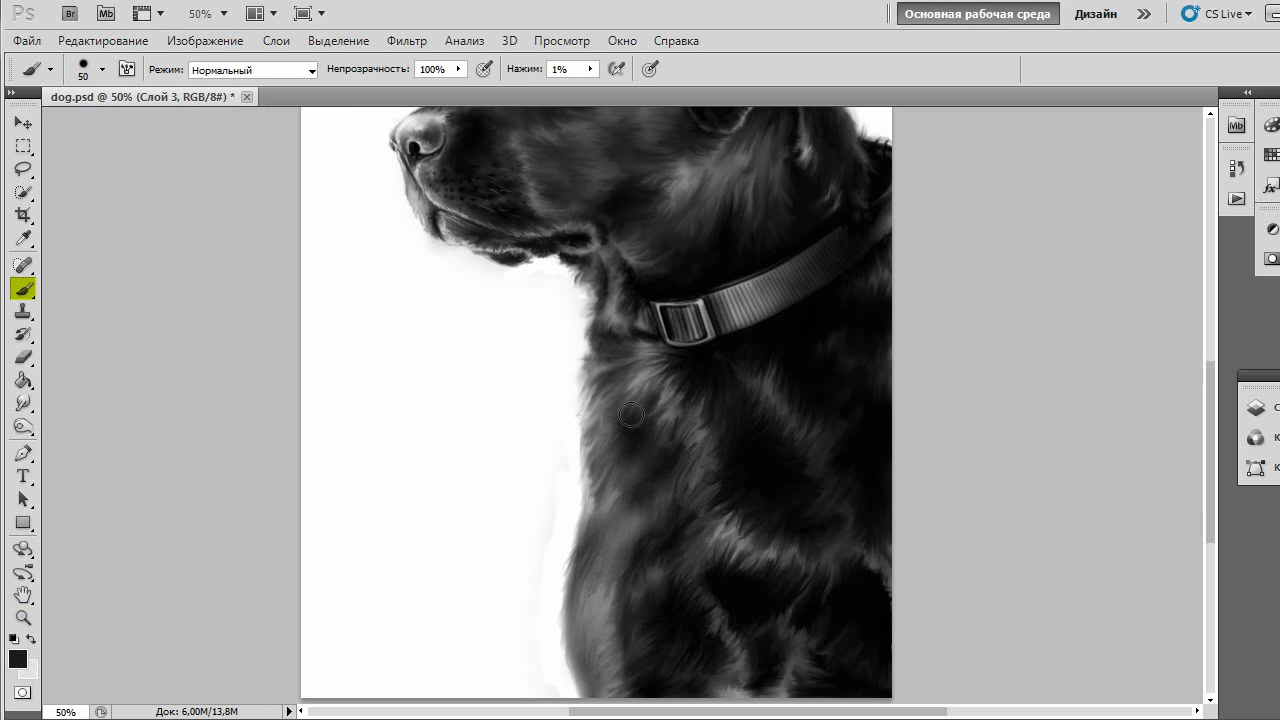 Ps Br Mb 50% Основная рабочая среда Дизайн CS Live
Файл Редактирование Изображение Слои Выделение Фильтр Анализ 3D Просмотр Окно Справка
50 Режим: Нормальный Непрозрачность: 100% Нажим: 1%
dog.psd @ 50% (Слой 3, RGB/8#) *
Mb
fx
T
С
К
К
50% Док: 6,00M/13,8M